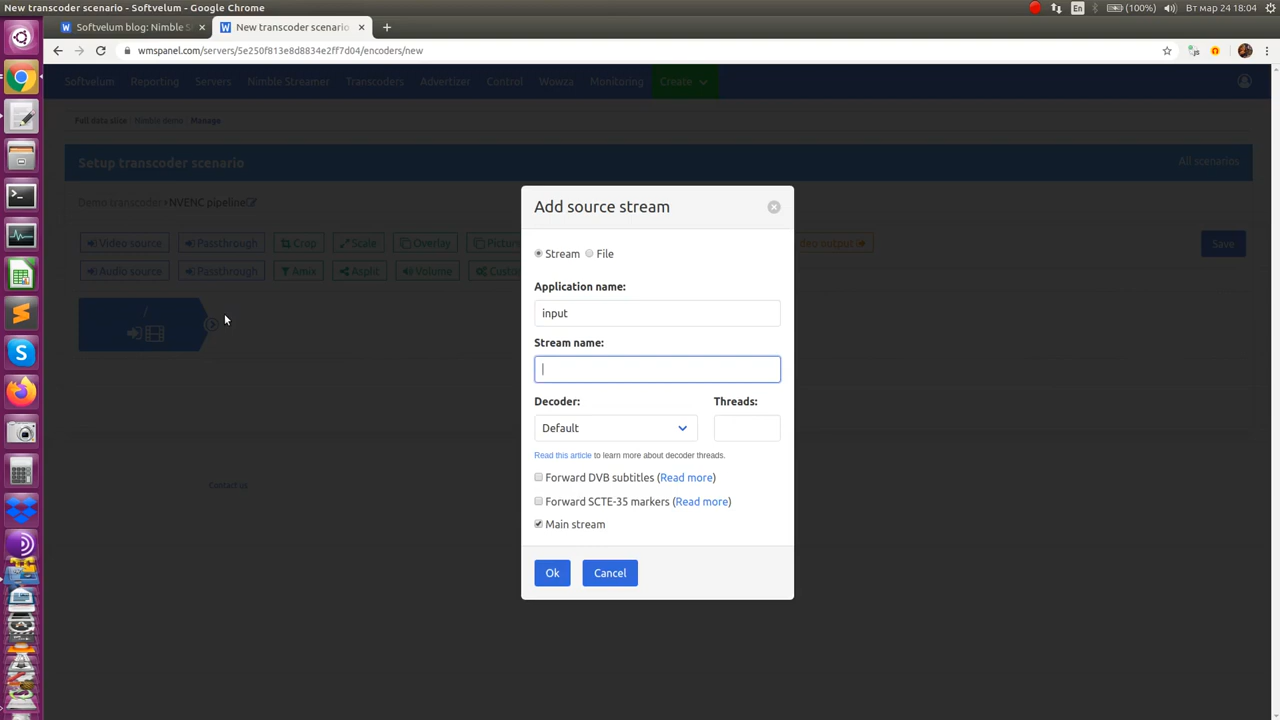 New transcoder scenario - Softvelum - Google Chrome
En
(100%)
Вт мар 24 18:04
Softvelum blog: Nimble S
New transcoder scenario
wmspanel.com/servers/5e250f813e8d8834e2ff7d04/encoders/new
Softvelum
Reporting
Servers
Nimble Streamer
Transcoders
Advertizer
Control
Wowza
Monitoring
Create
Full data slice
Nimble demo
Manage
Setup transcoder scenario
All scenarios
Demo transcoder
NVENC pipeline
Video source
Passthrough
Crop
Scale
Overlay
Pictur
deo output
Save
Audio source
Passthrough
Amix
Asplit
Volume
Custo
/
Contact us
Add source stream
Stream
File
Application name:
input
Stream name:
Decoder:
Threads:
Default
Read this article to learn more about decoder threads.
Forward DVB subtitles (Read more)
Forward SCTE-35 markers (Read more)
Main stream
Ok
Cancel